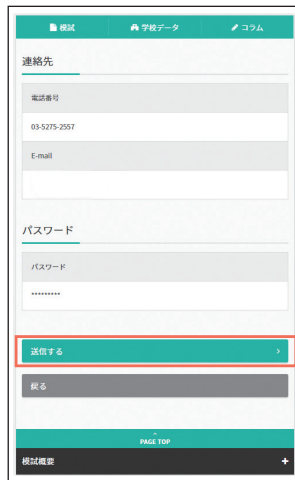 模試
学校データ
コラム
連絡先
電話番号
03-5275-2557
E-mail
パスワード
パスワード
*********
送信する
戻る
PAGE TOP
模試概要